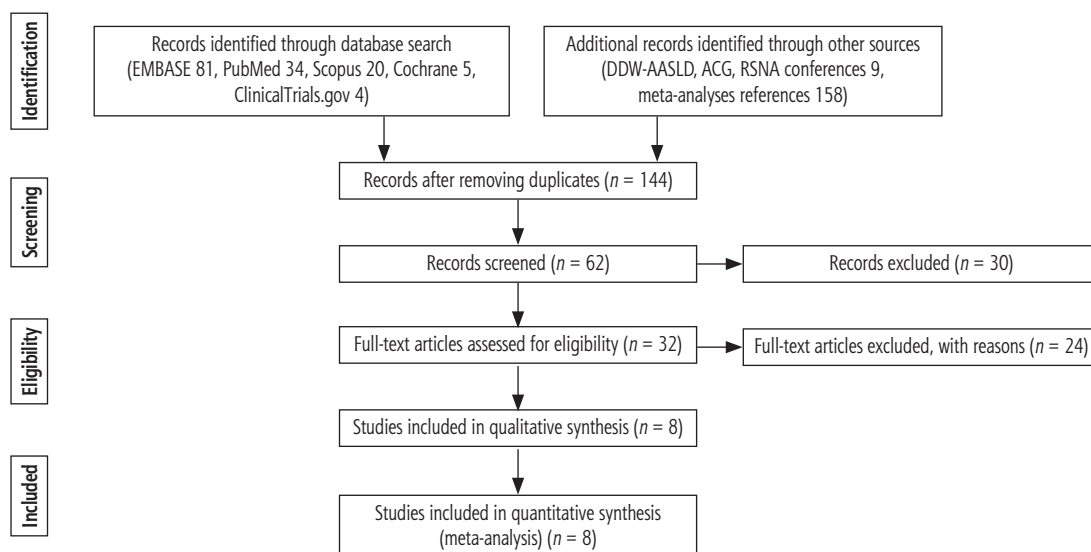 Identification
Records identified through database search
(EMBASE 81, PubMed 34, Scopus 20, Cochrane 5,
ClinicalTrials.gov 4)
Additional records identified through other sources
(DDW-AASLD, ACG, RSNA conferences 9,
meta-analyses references 158)
Screening
Records after removing duplicates (n = 144)
Records screened (n = 62)
Records excluded (n = 30)
Eligibility
Full-text articles assessed for eligibility (n = 32)
Full-text articles excluded, with reasons (n = 24)
Studies included in qualitative synthesis (n = 8)
Included
Studies included in quantitative synthesis
(meta-analysis) (n = 8)